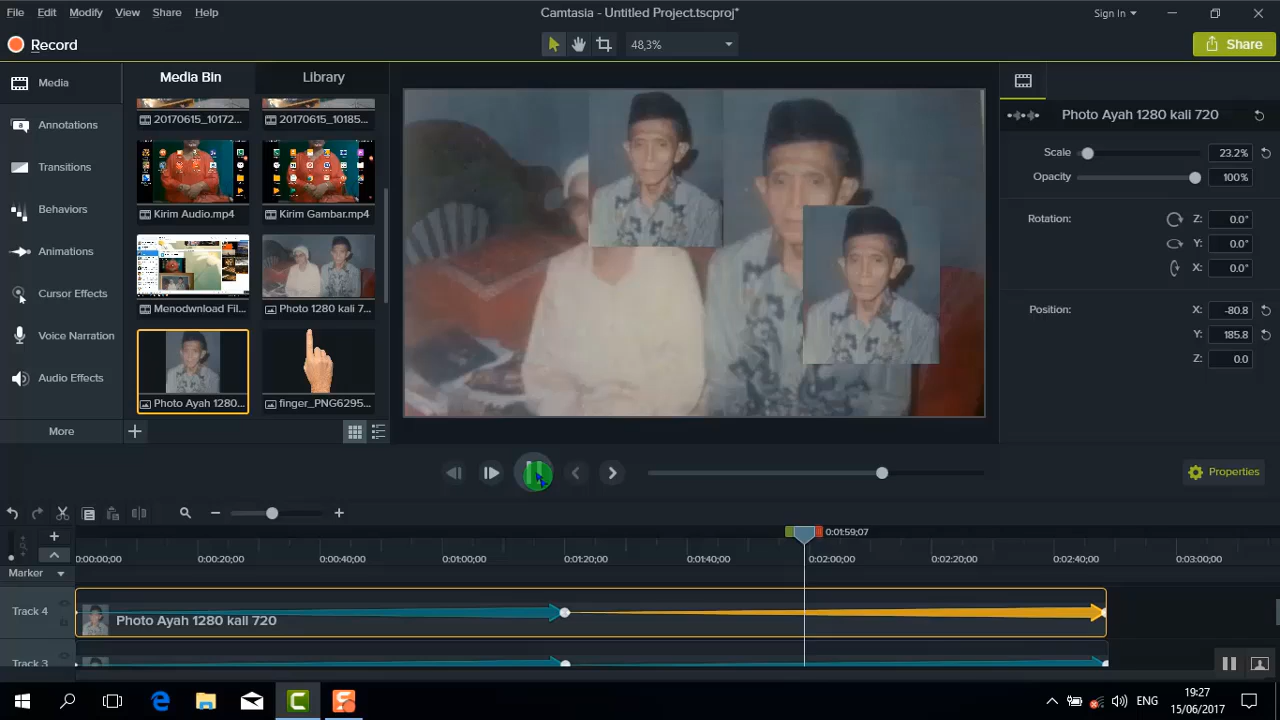 File Edit Modify View Share Help
Camtasia - Untitled Project.tscproj*
Sign In
Record
48,3%
Share
Media
Annotations
Transitions
Behaviors
Animations
Cursor Effects
Voice Narration
Audio Effects
More
Media Bin
Library
20170615_10172...
20170615_10185...
Kirim Audio.mp4
Kirim Gambar.mp4
Menodwnload Fil...
Photo 1280 kali 7...
Photo Ayah 1280...
finger_PNG6295...
Photo Ayah 1280 kali 720
Scale 23.2%
Opacity 100%
Rotation: Z: 0.0°
Y: 0.0°
X: 0.0°
Position: X: -80.8
Y: 185.8
Z: 0.0
Properties
0:01:59;07
0:00:00;00 0:00:20;00 0:00:40;00 0:01:00;00 0:01:20;00 0:01:40;00 0:02:00;00 0:02:20;00 0:02:40;00 0:03:00;00
Marker
Track 4
Photo Ayah 1280 kali 720
Track 3
ENG
19:27
15/06/2017